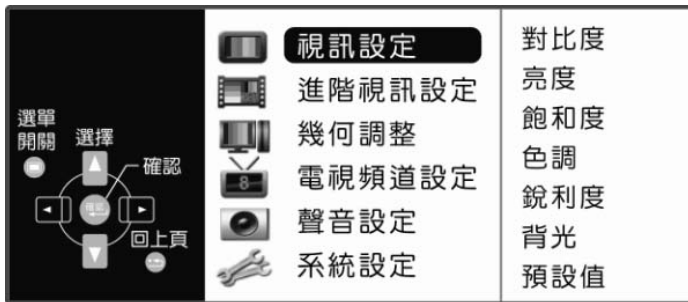 選單
開關
選擇
確認
確認
回上頁
視訊設定
進階視訊設定
幾何調整
8
電視頻道設定
聲音設定
系統設定
對比度
亮度
飽和度
色調
銳利度
背光
預設值